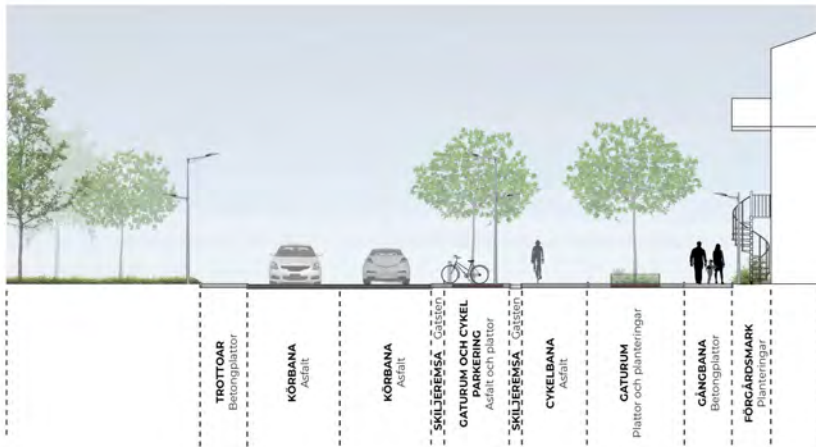 TROTTOAR
Betongplattor
KÖRBANA
Asfalt
KÖRBANA
Asfalt
SKILJEREMSA Gatsten
GATURUM OCH CYKEL
PARKERING
Asfalt och plattor
SKILJEREMSA Gatsten
CYKELBANA
Asfalt
GATURUM
Plattor och planteringar
GÅNGBANA
Betongplattor
FÖRGÅRDSMARK
Planteringar